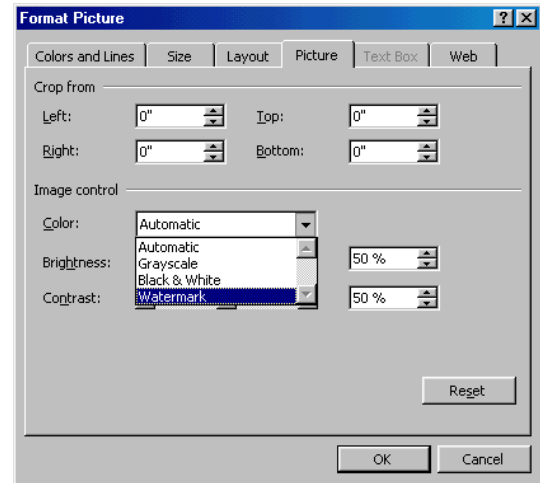 Format Picture
Colors and Lines Size Layout Picture Text Box Web
Crop from
Left: 0" Top: 0"
Right: 0" Bottom: 0"
Image control
Color: Automatic
Automatic
Brightness: Grayscale 50 %
Black & White
Contrast: Watermark 50 %
Reset
OK Cancel